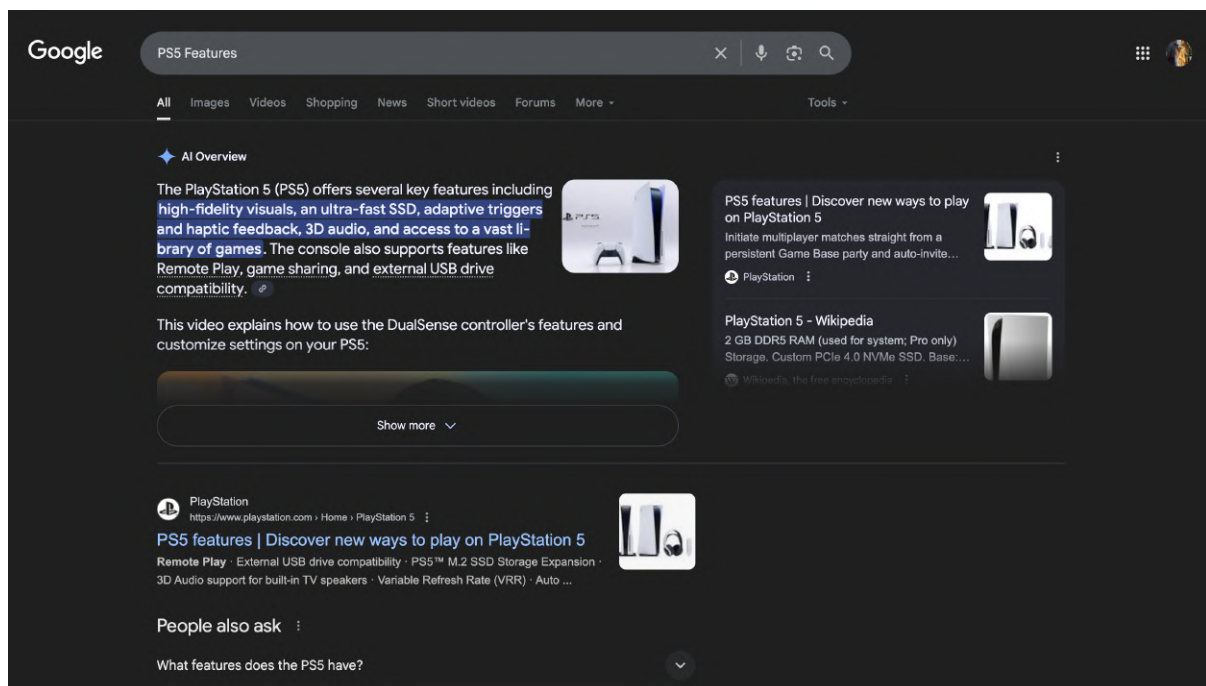 Google
PS5 Features
All Images Videos Shopping News Short videos Forums More Tools
AI Overview
The PlayStation 5 (PS5) offers several key features including
high-fidelity visuals, an ultra-fast SSD, adaptive triggers
and haptic feedback, 3D audio, and access to a vast li-
brary of games. The console also supports features like
Remote Play, game sharing, and external USB drive
compatibility.
PS5
This video explains how to use the DualSense controller's features and
customize settings on your PS5:
Show more
PS5 features | Discover new ways to play
on PlayStation 5
Initiate multiplayer matches straight from a
persistent Game Base party and auto-invite...
PlayStation
PlayStation 5 - Wikipedia
2 GB DDR5 RAM (used for system; Pro only)
Storage. Custom PCIe 4.0 NVMe SSD. Base:...
Wikipedia, the free encyclopedia
PlayStation
https://www.playstation.com › Home › PlayStation 5
PS5 features | Discover new ways to play on PlayStation 5
Remote Play · External USB drive compatibility · PS5™ M.2 SSD Storage Expansion ·
3D Audio support for built-in TV speakers · Variable Refresh Rate (VRR) · Auto ...
People also ask
What features does the PS5 have?